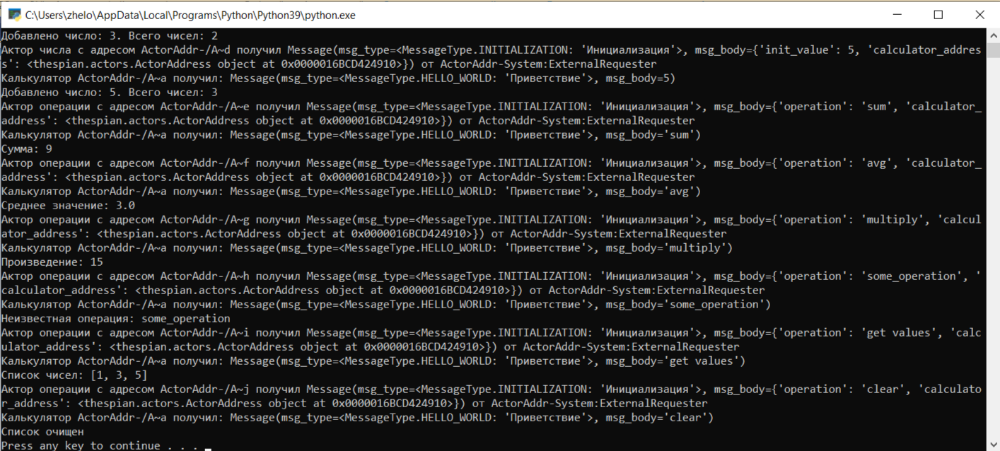 C:\Users\zhelo\AppData\Local\Programs\Python\Python39\python.exe
Добавлено число: 3. Всего чисел: 2
Актор числа с адресом ActorAddr-/A~d получил Message(msg_type=<MessageType.INITIALIZATION: 'Инициализация'>, msg_body={'init_value': 5, 'calculator_addres
s': <thespian.actors.ActorAddress object at 0x0000016BCD424910>}) от ActorAddr-System:ExternalRequester
Калькулятор ActorAddr-/A~a получил: Message(msg_type=<MessageType.HELLO_WORLD: 'Приветствие'>, msg_body=5)
Добавлено число: 5. Всего чисел: 3
Актор операции с адресом ActorAddr-/A~e получил Message(msg_type=<MessageType.INITIALIZATION: 'Инициализация'>, msg_body={'operation': 'sum', 'calculator_
address': <thespian.actors.ActorAddress object at 0x0000016BCD424910>}) от ActorAddr-System:ExternalRequester
Калькулятор ActorAddr-/A~a получил: Message(msg_type=<MessageType.HELLO_WORLD: 'Приветствие'>, msg_body='sum')
Сумма: 9
Актор операции с адресом ActorAddr-/A~f получил Message(msg_type=<MessageType.INITIALIZATION: 'Инициализация'>, msg_body={'operation': 'avg', 'calculator_
address': <thespian.actors.ActorAddress object at 0x0000016BCD424910>}) от ActorAddr-System:ExternalRequester
Калькулятор ActorAddr-/A~a получил: Message(msg_type=<MessageType.HELLO_WORLD: 'Приветствие'>, msg_body='avg')
Среднее значение: 3.0
Актор операции с адресом ActorAddr-/A~g получил Message(msg_type=<MessageType.INITIALIZATION: 'Инициализация'>, msg_body={'operation': 'multiply', 'calcul
ator_address': <thespian.actors.ActorAddress object at 0x0000016BCD424910>}) от ActorAddr-System:ExternalRequester
Калькулятор ActorAddr-/A~a получил: Message(msg_type=<MessageType.HELLO_WORLD: 'Приветствие'>, msg_body='multiply')
Произведение: 15
Актор операции с адресом ActorAddr-/A~h получил Message(msg_type=<MessageType.INITIALIZATION: 'Инициализация'>, msg_body={'operation': 'some_operation', '
calculator_address': <thespian.actors.ActorAddress object at 0x0000016BCD424910>}) от ActorAddr-System:ExternalRequester
Калькулятор ActorAddr-/A~a получил: Message(msg_type=<MessageType.HELLO_WORLD: 'Приветствие'>, msg_body='some_operation')
Неизвестная операция: some_operation
Актор операции с адресом ActorAddr-/A~i получил Message(msg_type=<MessageType.INITIALIZATION: 'Инициализация'>, msg_body={'operation': 'get values', 'calc
ulator_address': <thespian.actors.ActorAddress object at 0x0000016BCD424910>}) от ActorAddr-System:ExternalRequester
Калькулятор ActorAddr-/A~a получил: Message(msg_type=<MessageType.HELLO_WORLD: 'Приветствие'>, msg_body='get values')
Список чисел: [1, 3, 5]
Актор операции с адресом ActorAddr-/A~j получил Message(msg_type=<MessageType.INITIALIZATION: 'Инициализация'>, msg_body={'operation': 'clear', 'calculato
r_address': <thespian.actors.ActorAddress object at 0x0000016BCD424910>}) от ActorAddr-System:ExternalRequester
Калькулятор ActorAddr-/A~a получил: Message(msg_type=<MessageType.HELLO_WORLD: 'Приветствие'>, msg_body='clear')
Список очищен
Press any key to continue . . .